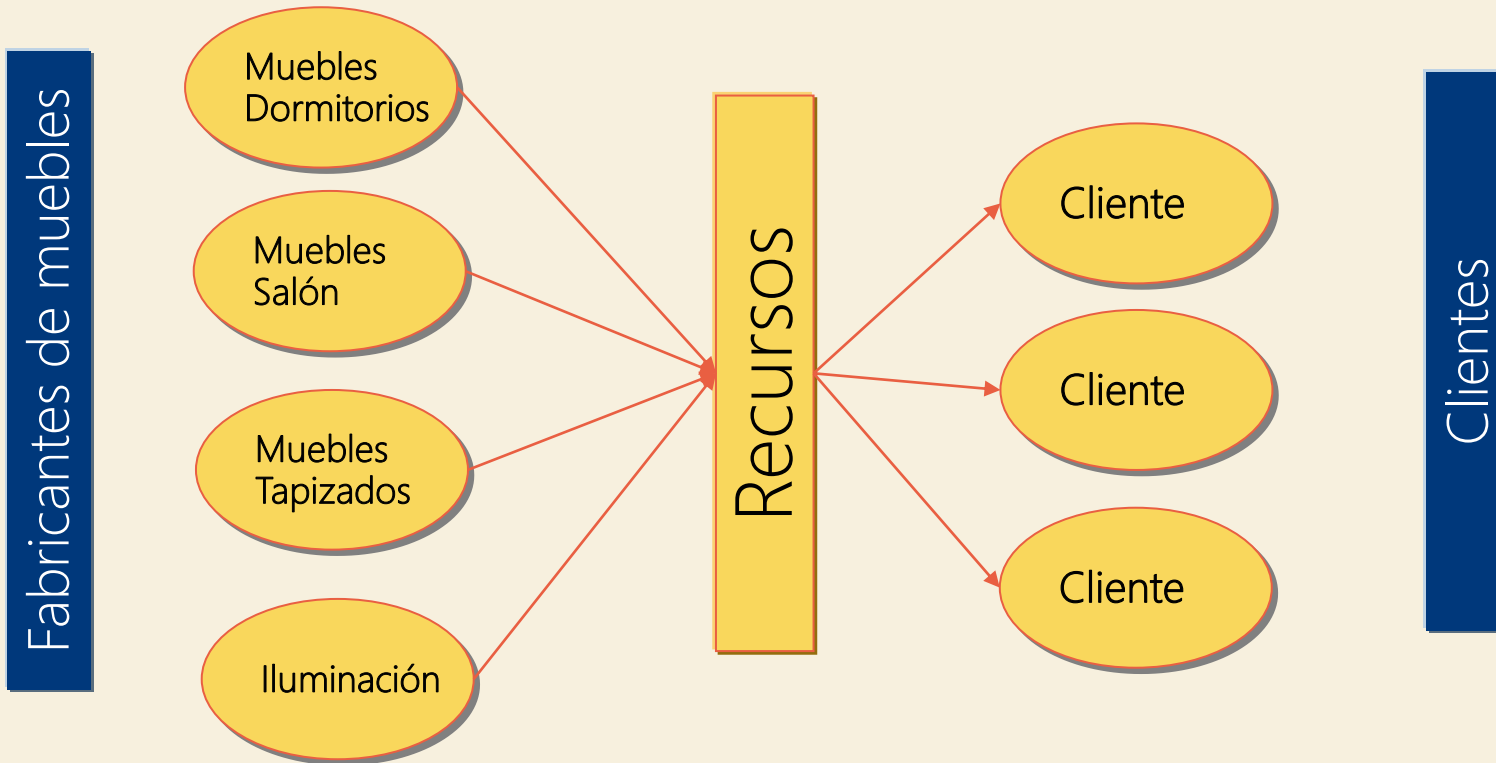 Fabricantes de muebles
Muebles
Dormitorios
Muebles
Salón
Muebles
Tapizados
Iluminación
Recursos
Cliente
Cliente
Cliente
Clientes